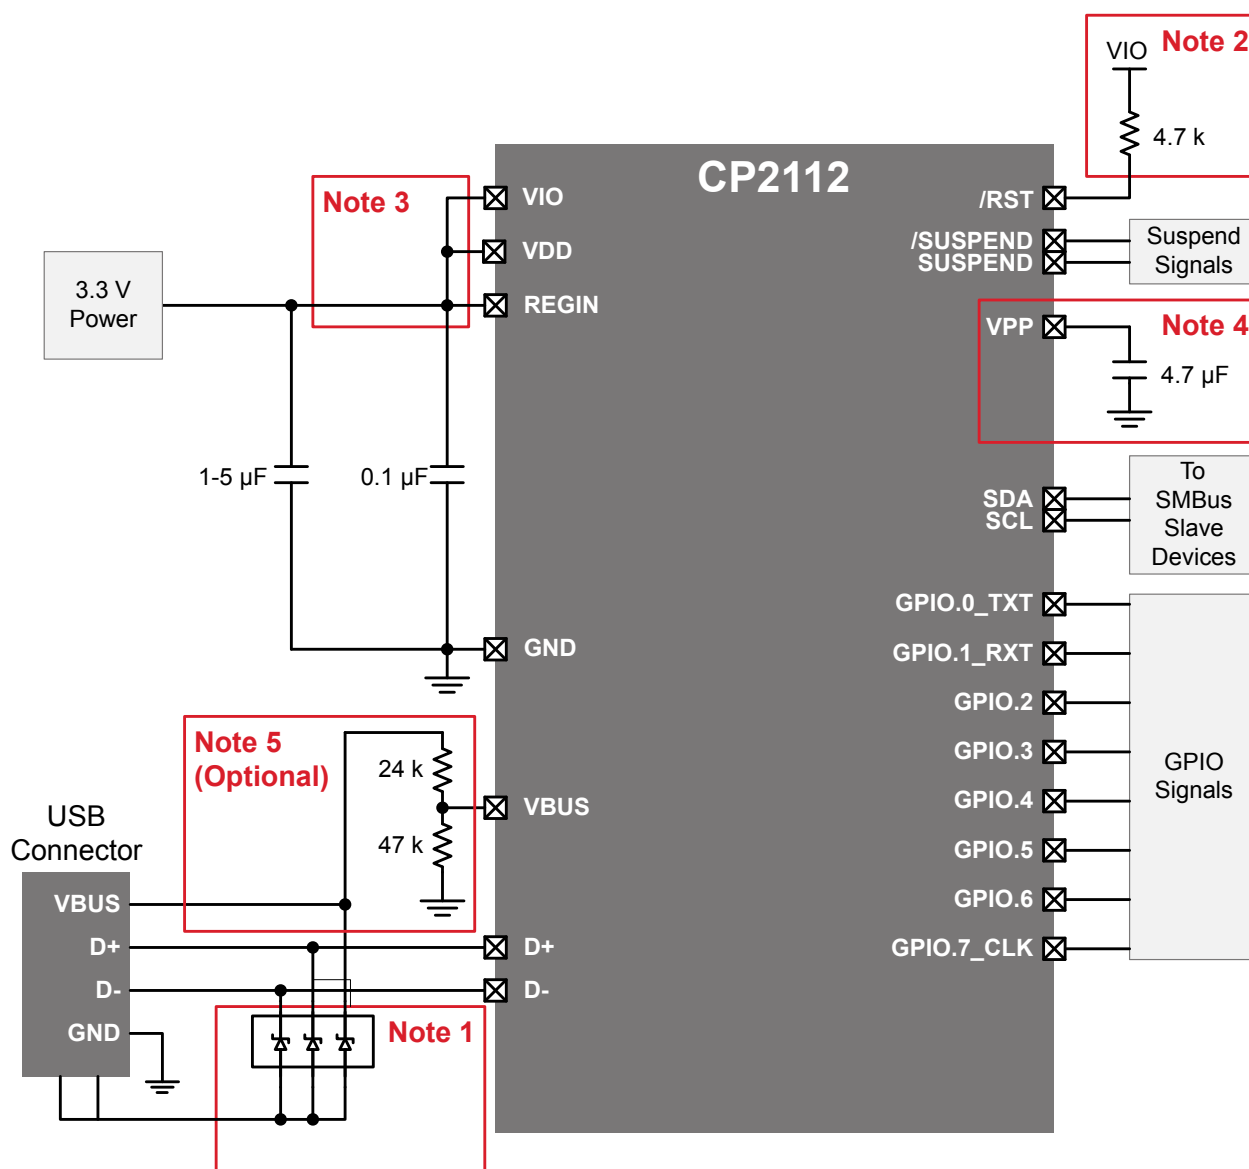 Note 2
VIO
4.7 k
CP2112
Note 3
VIO
VDD
REGIN
3.3 V
Power
/RST
/SUSPEND
SUSPEND
Suspend
Signals
VPP
Note 4
4.7 µF
1-5 µF
0.1 µF
SDA
SCL
To
SMBus
Slave
Devices
GND
GPIO.0_TXT
GPIO.1_RXT
GPIO.2
GPIO.3
GPIO.4
GPIO.5
GPIO.6
GPIO.7_CLK
GPIO
Signals
Note 5
(Optional)
24 k
47 k
VBUS
USB
Connector
VBUS
D+
D-
GND
D+
D-
Note 1